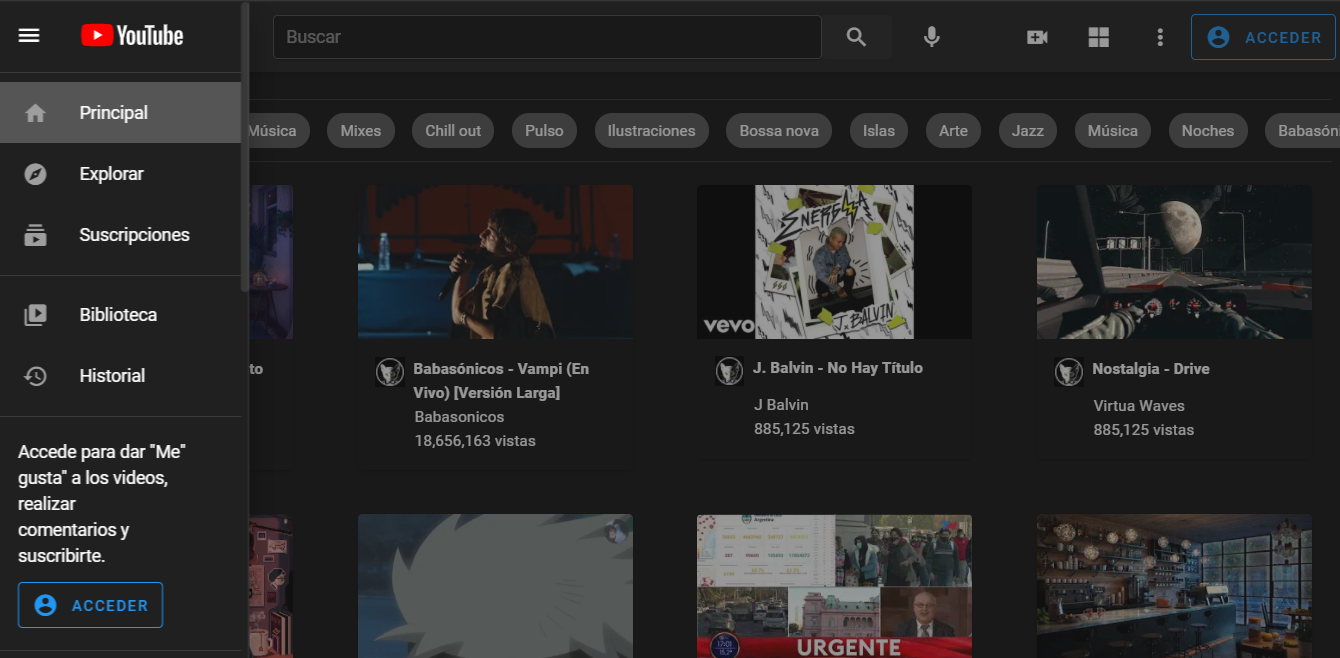 YouTube
Buscar
ACCEDER
Principal
Explorar
Suscripciones
Biblioteca
Historial
Accede para dar "Me
gusta" a los videos,
realizar
comentarios y
suscribirte.
ACCEDER
Música
Mixes
Chill out
Pulso
Ilustraciones
Bossa nova
Islas
Arte
Jazz
Música
Noches
Babasóni
to
Babasónicos - Vampi (En
Vivo) [Versión Larga]
Babasonicos
18,656,163 vistas
ENERGIA
J. BALVIN
vevo
J. Balvin - No Hay Título
J Balvin
885,125 vistas
Nostalgia - Drive
Virtua Waves
885,125 vistas
Argentina
URGENTE